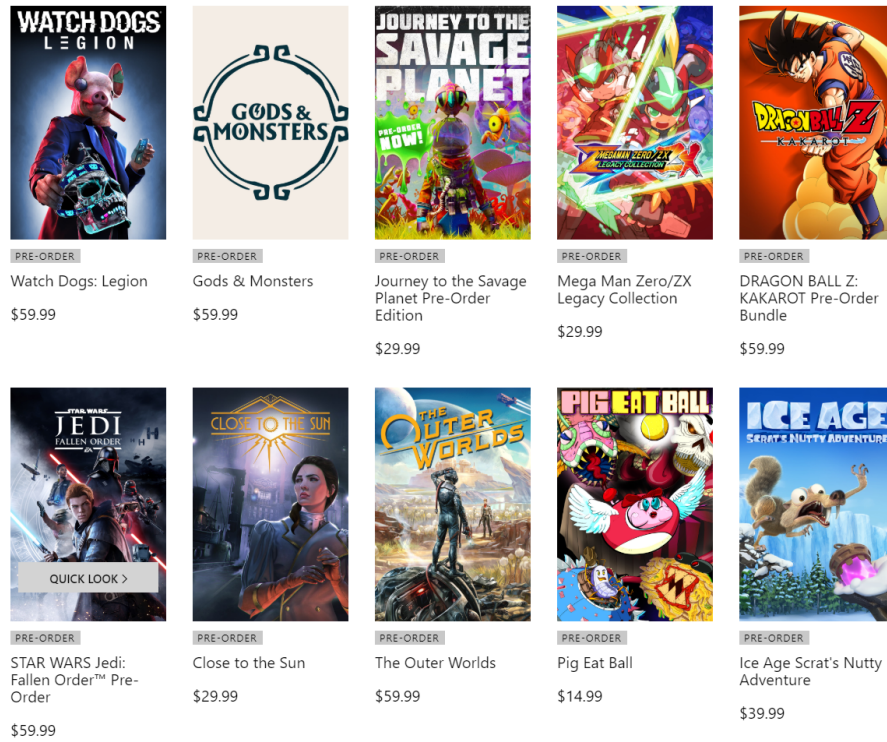 WATCH DOGS
LEGION
GODS &
MONSTERS
JOURNEY TO THE
SAVAGE
PLANET
PRE-ORDER
NOW!
MEGAMAN ZERO/ZX
LEGACY COLLECTION
DRAGON BALL Z
KAKAROT
PRE-ORDER
Watch Dogs: Legion
$59.99
PRE-ORDER
Gods & Monsters
$59.99
PRE-ORDER
Journey to the Savage
Planet Pre-Order
Edition
$29.99
PRE-ORDER
Mega Man Zero/ZX
Legacy Collection
$29.99
PRE-ORDER
DRAGON BALL Z:
KAKAROT Pre-Order
Bundle
$59.99
STAR WARS
JEDI
FALLEN ORDER
EA
QUICK LOOK >
CLOSE TO THE SUN
THE
OUTER
WORLDS
PIG EAT BALL
ICE AGE
SCRAT'S NUTTY ADVENTURE
PRE-ORDER
STAR WARS Jedi:
Fallen Order™ Pre-
Order
$59.99
PRE-ORDER
Close to the Sun
$29.99
PRE-ORDER
The Outer Worlds
$59.99
PRE-ORDER
Pig Eat Ball
$14.99
PRE-ORDER
Ice Age Scrat's Nutty
Adventure
$39.99